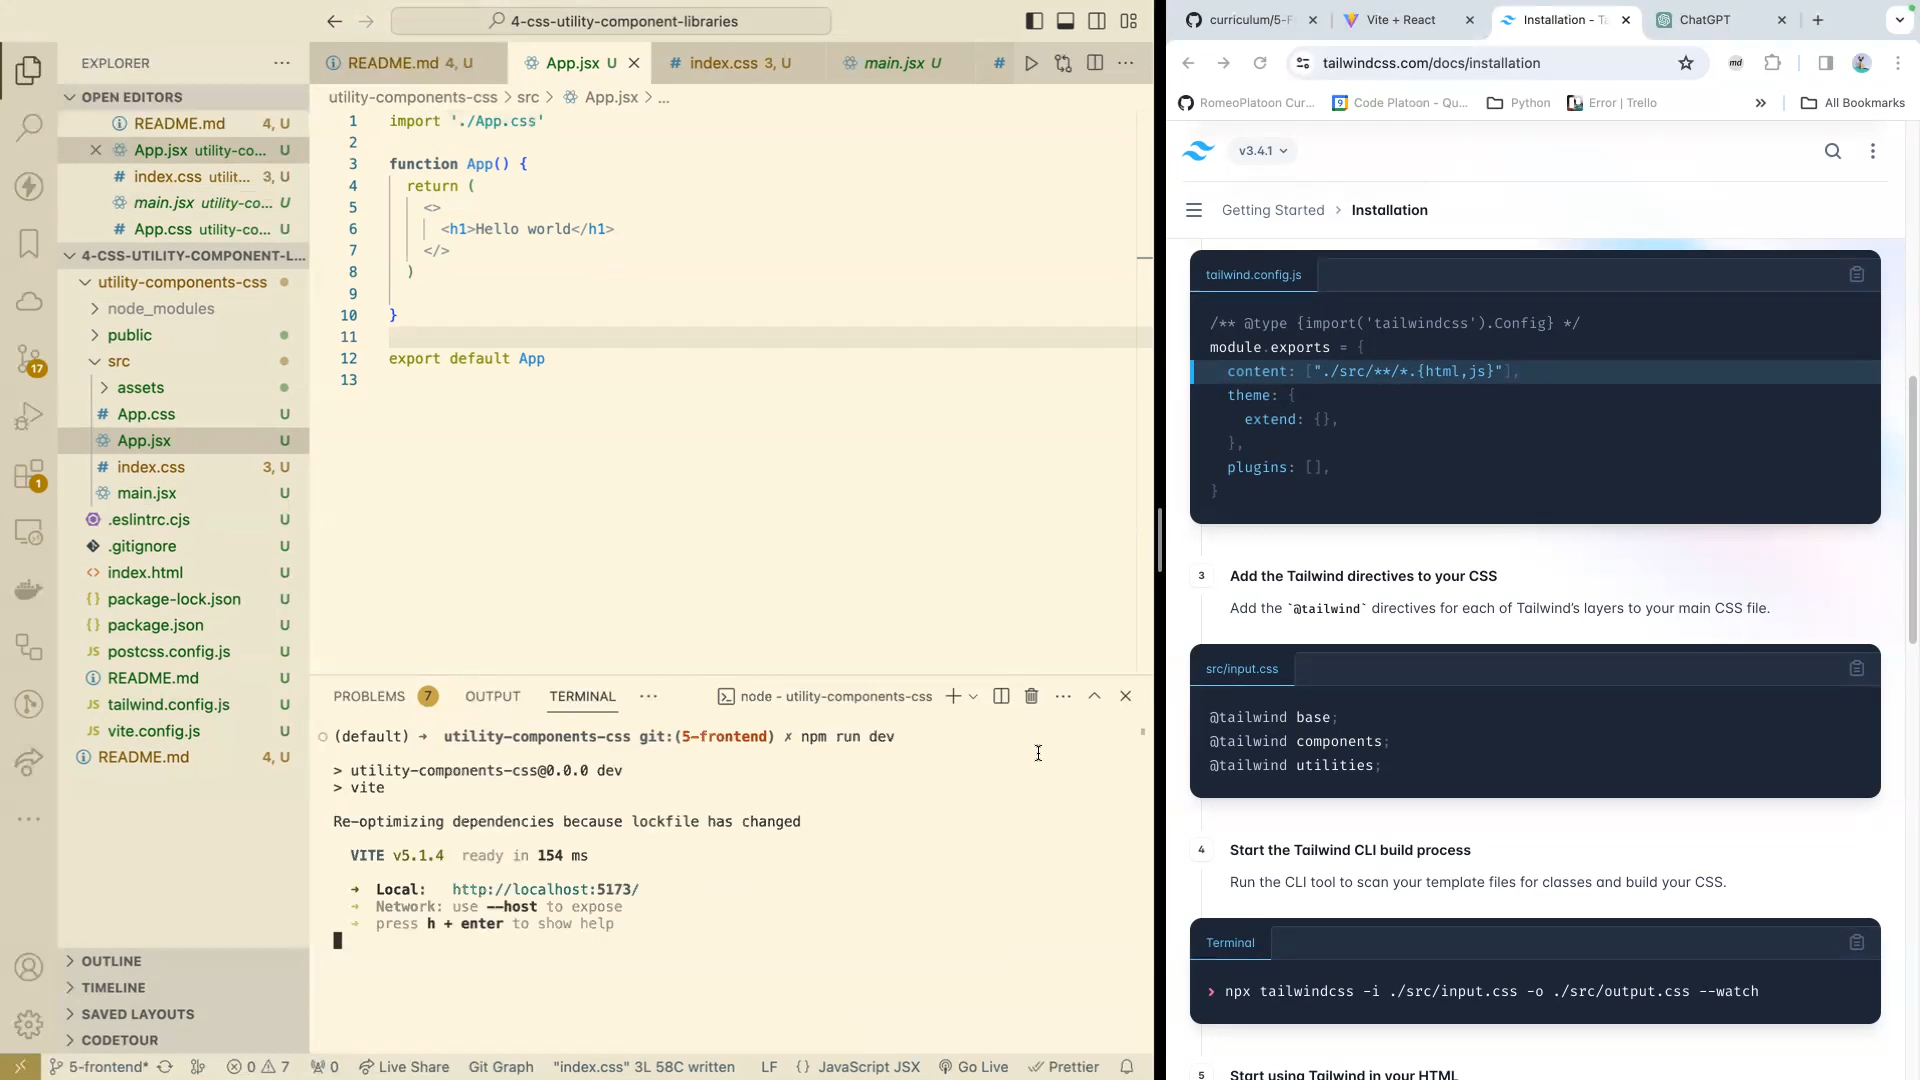 4-css-utility-component-libraries
EXPLORER
OPEN EDITORS
README.md 4, U
App.jsx utility-co... U
index.css utilit... 3, U
main.jsx utility-co... U
App.css utility-co... U
4-CSS-UTILITY-COMPONENT-L...
utility-components-css
node_modules
public
src
assets
App.css U
App.jsx U
index.css 3, U
main.jsx U
.eslintrc.cjs U
.gitignore U
index.html U
package-lock.json U
package.json U
postcss.config.js U
README.md U
tailwind.config.js U
vite.config.js U
README.md 4, U
OUTLINE
TIMELINE
SAVED LAYOUTS
CODETOUR
17
1
README.md 4, U
App.jsx U
index.css 3, U
main.jsx U
utility-components-css > src > App.jsx > ...
1 import './App.css'
2
3 function App() {
4 return (
5 <>
6 <h1>Hello world</h1>
7 </>
8 )
9
10 }
11
12 export default App
13
PROBLEMS 7 OUTPUT TERMINAL
node - utility-components-css
(default) ➜ utility-components-css git:(5-frontend) ✗ npm run dev
> utility-components-css@0.0.0 dev
> vite
Re-optimizing dependencies because lockfile has changed
VITE v5.1.4 ready in 154 ms
➜ Local: http://localhost:5173/
➜ Network: use --host to expose
➜ press h + enter to show help
5-frontend* 0 7 0 Live Share Git Graph "index.css" 3L 58C written LF {} JavaScript JSX Go Live Prettier
curriculum/5-F
Vite + React
Installation - Ta
ChatGPT
tailwindcss.com/docs/installation
RomeoPlatoon Cur...
Code Platoon - Qu...
Python
Error | Trello
All Bookmarks
v3.4.1
Getting Started > Installation
tailwind.config.js
/** @type {import('tailwindcss').Config} */
module.exports = {
content: ["./src/**/*.{html,js}"],
theme: {
extend: {},
},
plugins: [],
}
3 Add the Tailwind directives to your CSS
Add the `@tailwind` directives for each of Tailwind's layers to your main CSS file.
src/input.css
@tailwind base;
@tailwind components;
@tailwind utilities;
4 Start the Tailwind CLI build process
Run the CLI tool to scan your template files for classes and build your CSS.
Terminal
> npx tailwindcss -i ./src/input.css -o ./src/output.css --watch
5 Start using Tailwind in your HTML